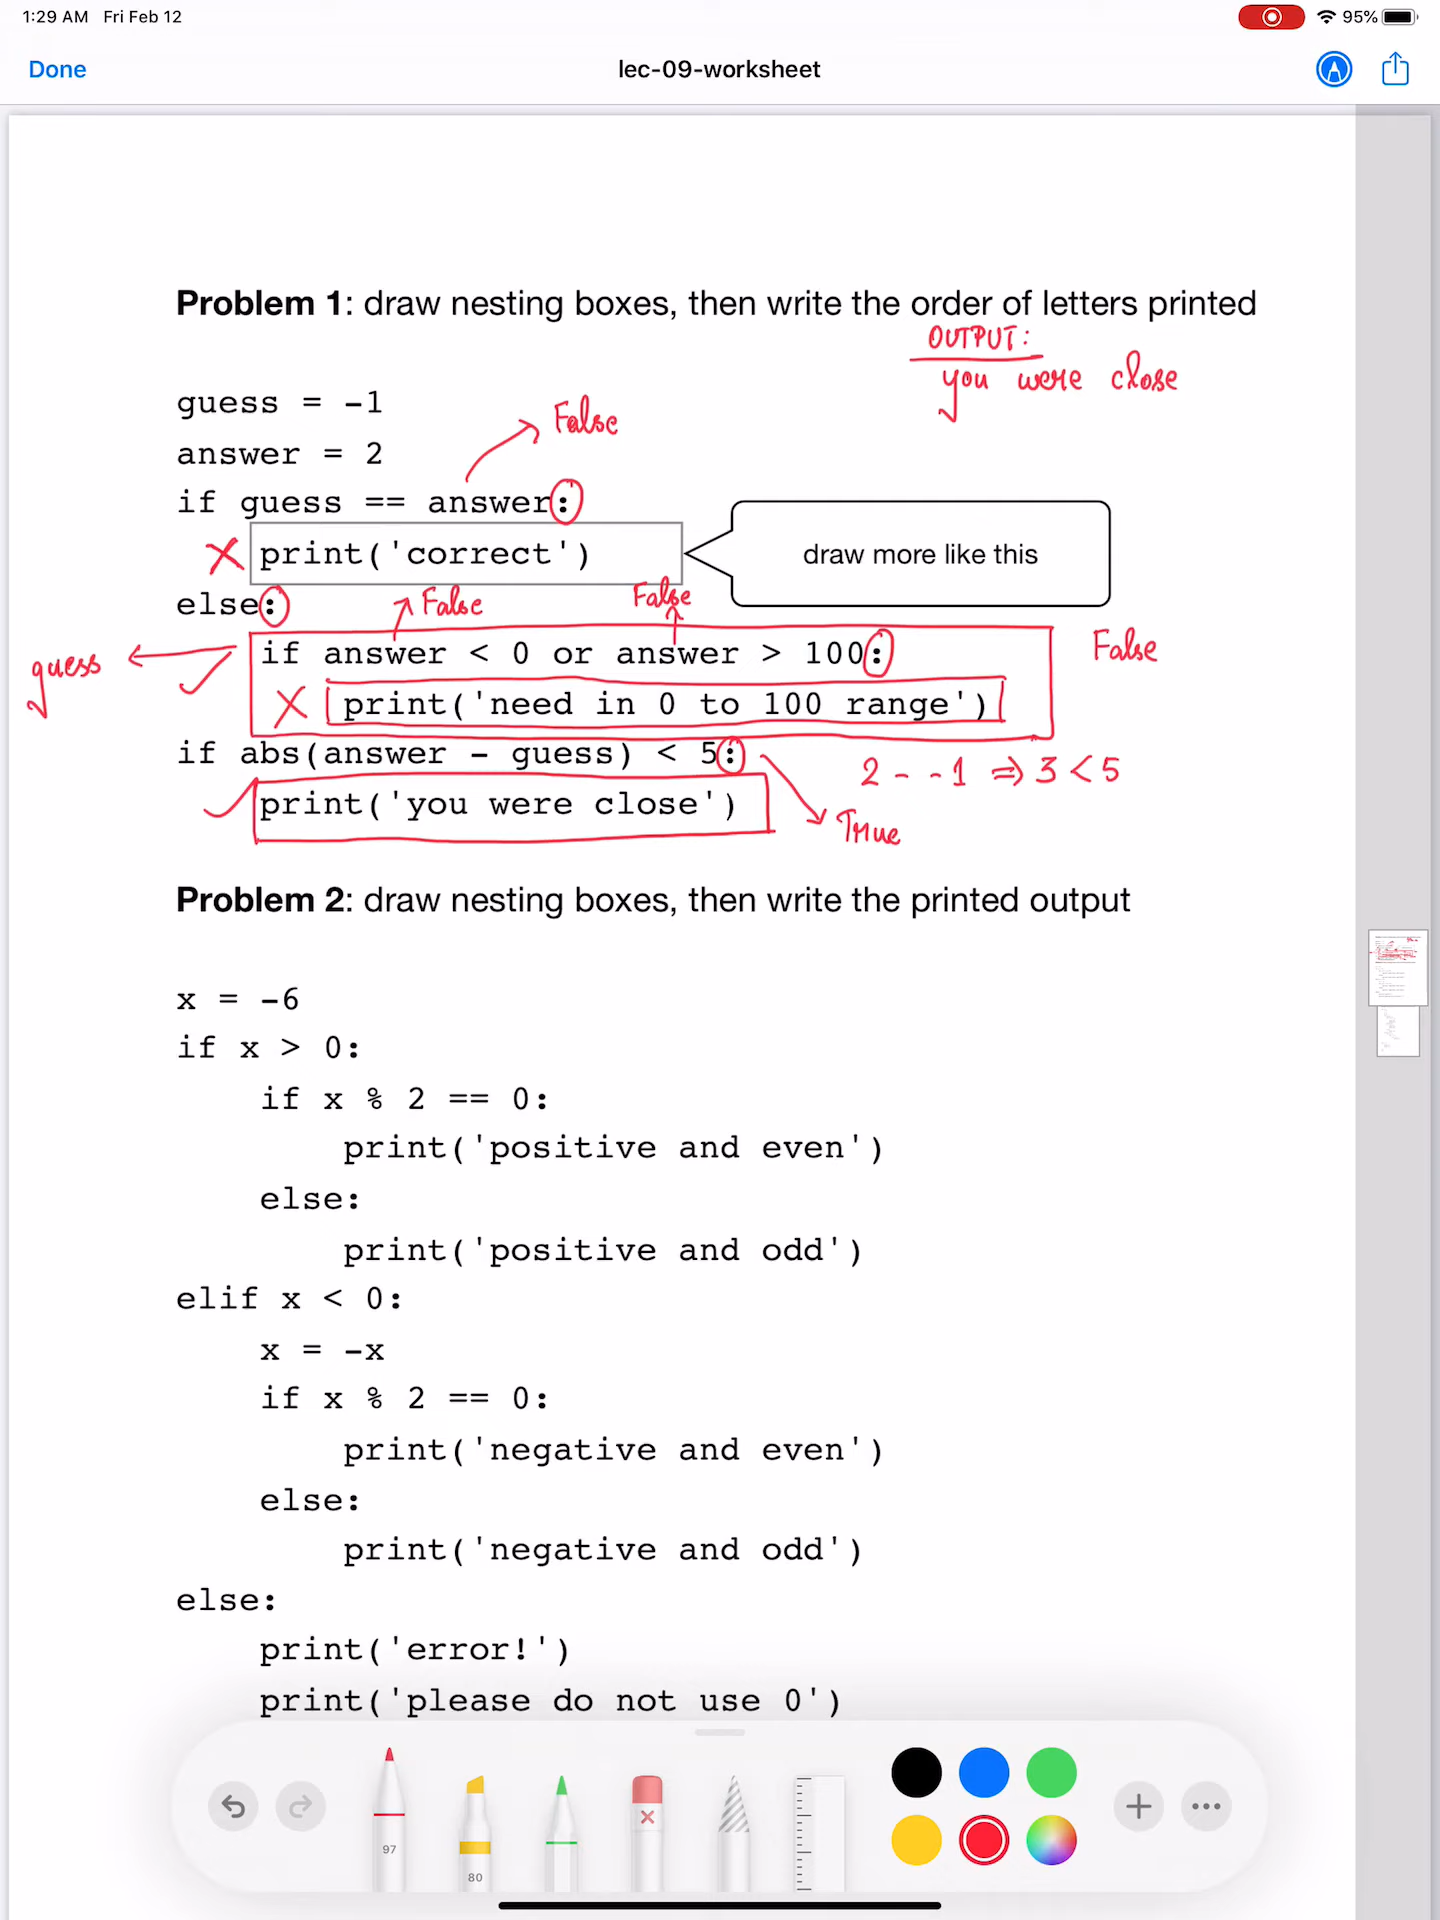 1:29 AM Fri Feb 12
95%
Done
lec-09-worksheet
Problem 1: draw nesting boxes, then write the order of letters printed
OUTPUT:
you were close
guess = -1
False
answer = 2
if guess == answer:
X print('correct')
draw more like this
else:
False
False
guess
if answer < 0 or answer > 100:
False
X print('need in 0 to 100 range')
if abs(answer - guess) < 5:
2 - -1 ⇒ 3 < 5
print('you were close')
True
Problem 2: draw nesting boxes, then write the printed output
x = -6
if x > 0:
if x % 2 == 0:
print('positive and even')
else:
print('positive and odd')
elif x < 0:
x = -x
if x % 2 == 0:
print('negative and even')
else:
print('negative and odd')
else:
print('error!')
print('please do not use 0')
97
80